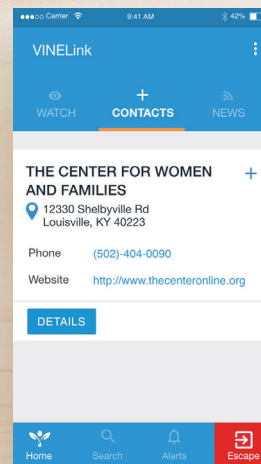 Carrier 9:41 AM 42%
VINELink
WATCH CONTACTS NEWS
THE CENTER FOR WOMEN
AND FAMILIES
12330 Shelbyville Rd
Louisville, KY 40223
Phone (502)-404-0090
Website http://www.thecenteronline.org
DETAILS
Home Search Alerts Escape